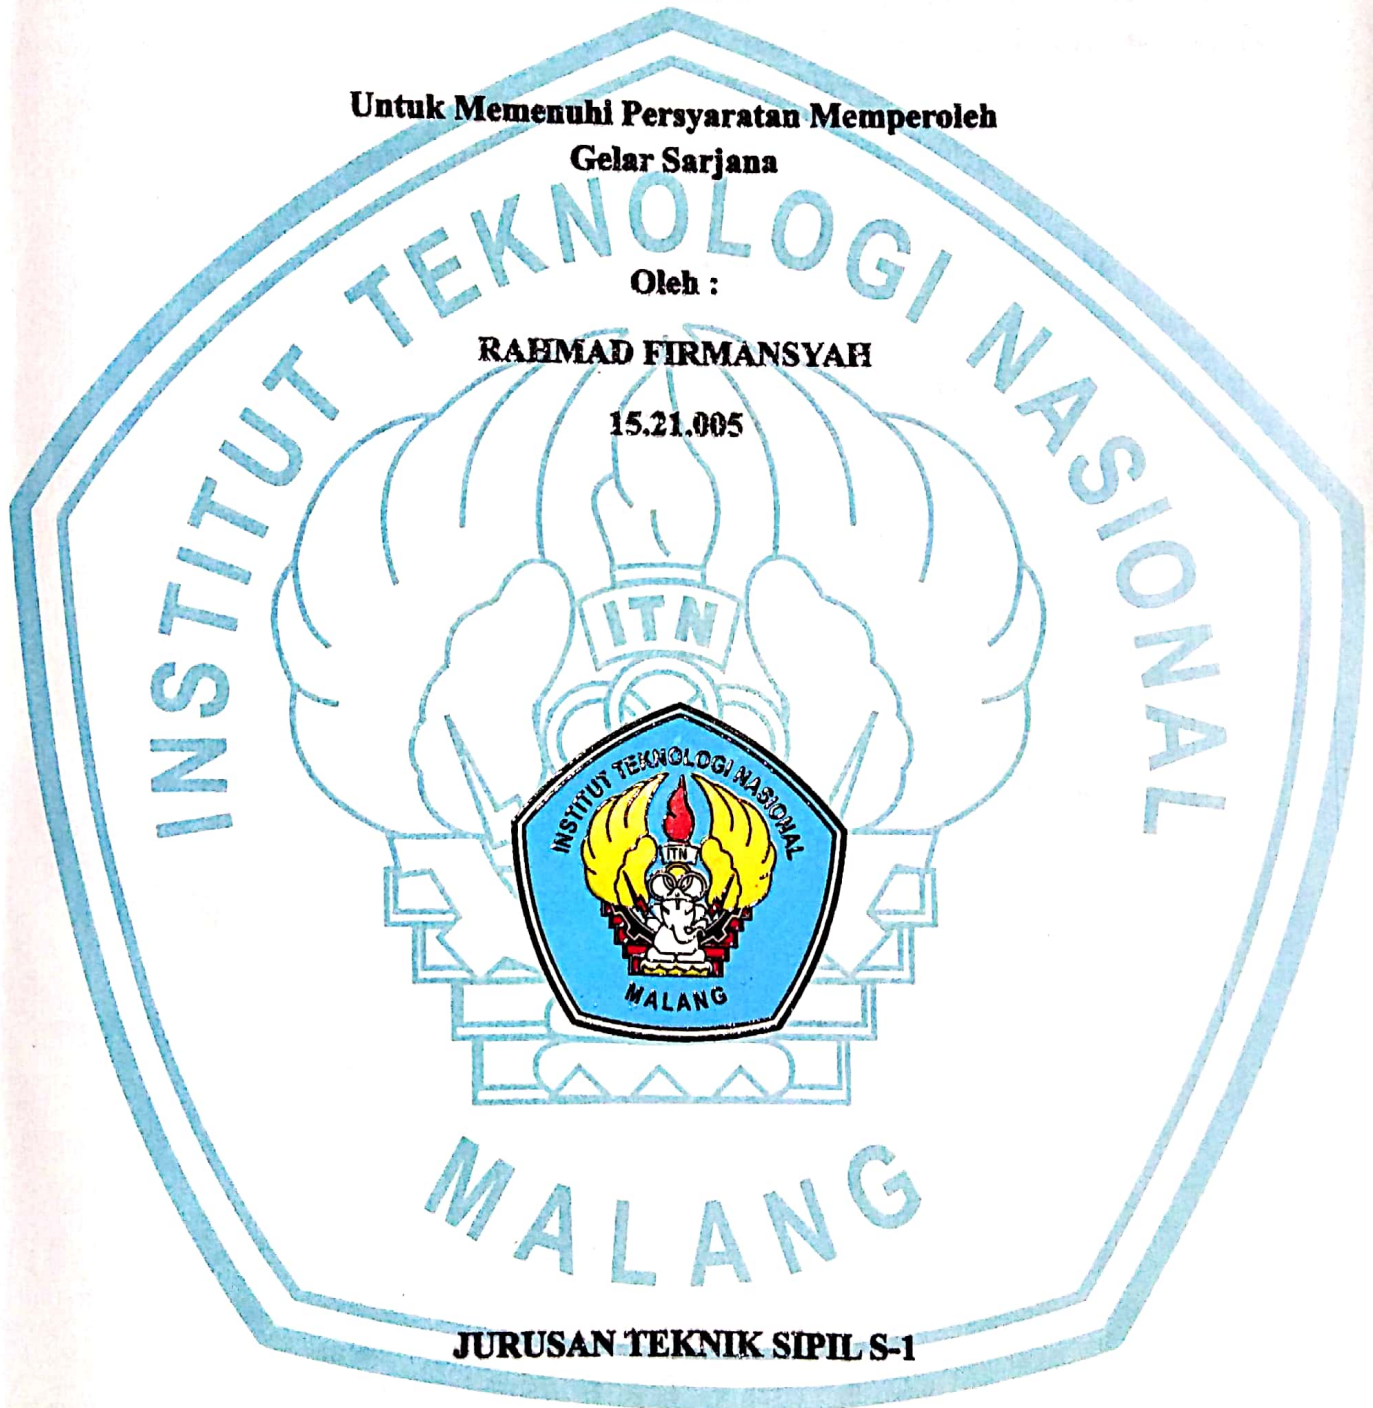 Untuk Memenuhi Persyaratan Memperoleh
Gelar Sarjana
INSTITUT TEKNOLOGI NASIONAL
Oleh :
RAHMAD FIRMANSYAH
15.21.005
ITN
INSTITUT TEKNOLOGI NASIONAL
ITN
MALANG
MALANG
JURUSAN TEKNIK SIPIL S-1